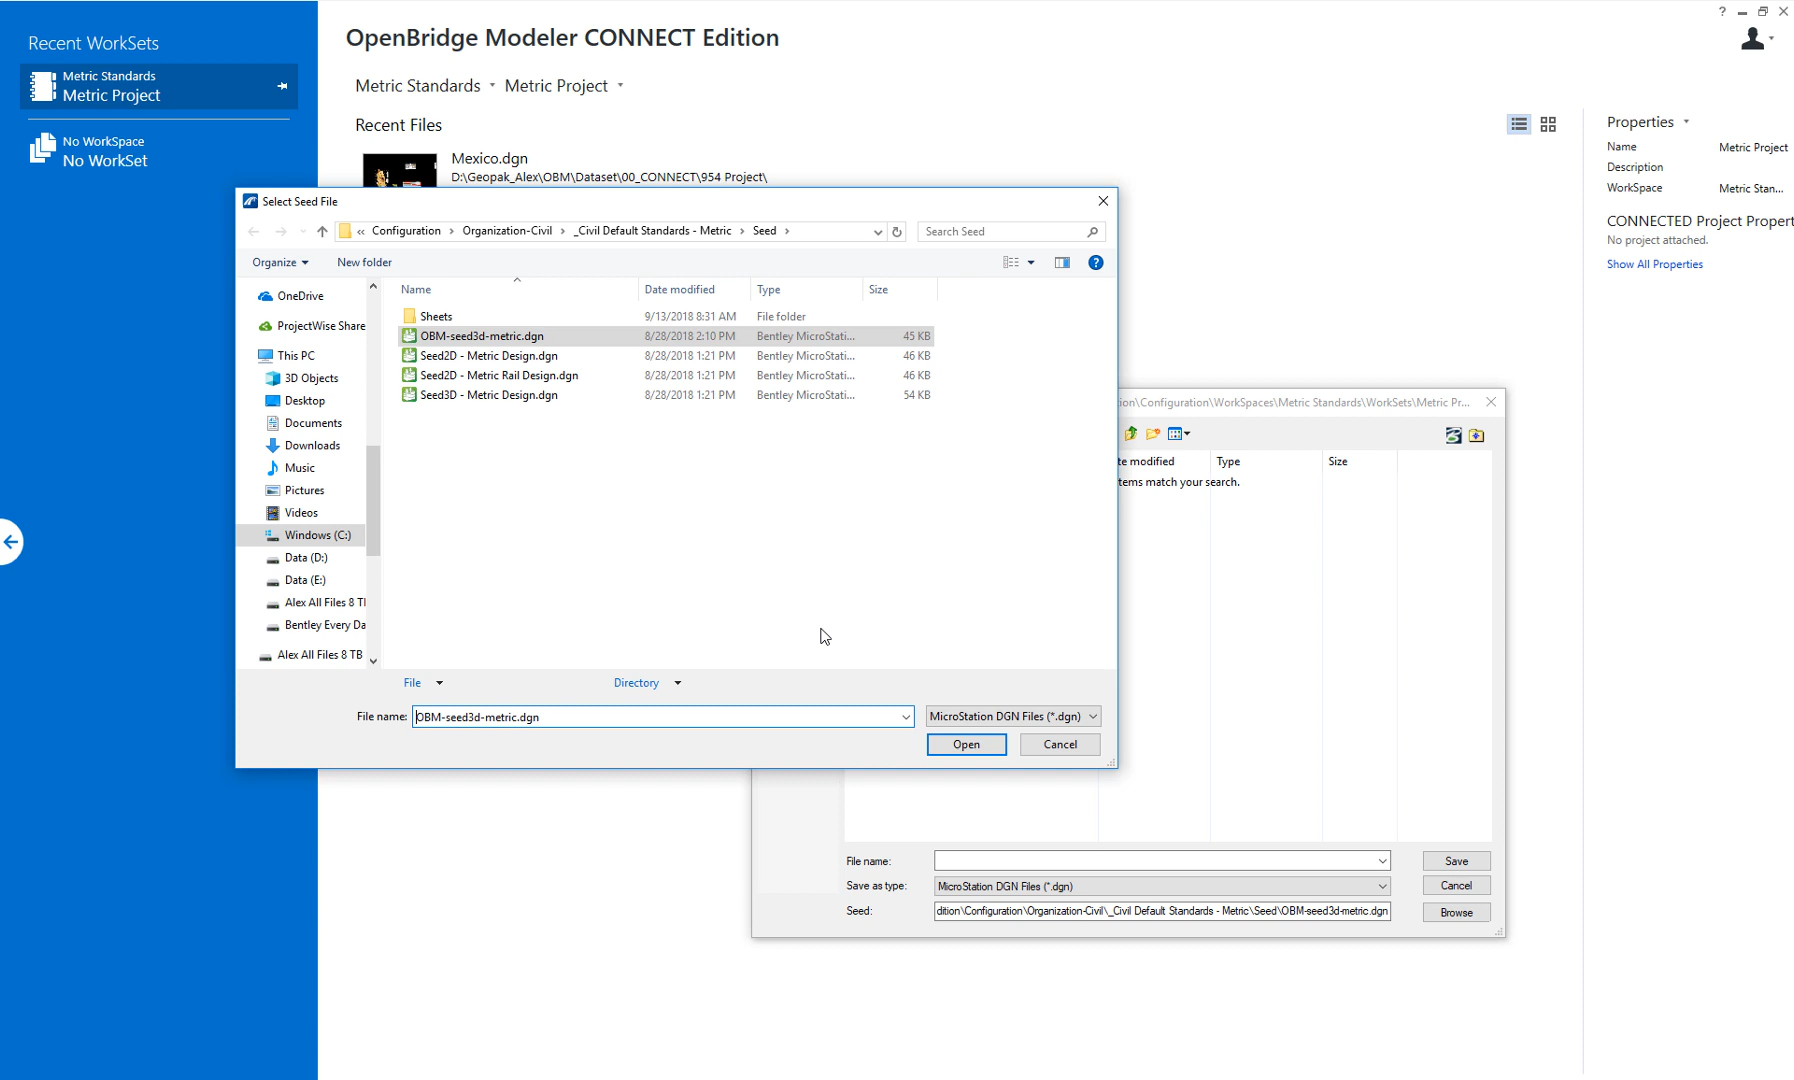 Recent WorkSets
Metric Standards
Metric Project
No WorkSpace
No WorkSet
?
OpenBridge Modeler CONNECT Edition
Metric Standards Metric Project
Recent Files
Mexico.dgn
D:\Geopak_Alex\OBM\Dataset\00_CONNECT\954 Project\
Properties
Name Metric Project
Description
WorkSpace Metric Stan...
CONNECTED Project Propert
No project attached.
Show All Properties
Select Seed File
« Configuration › Organization-Civil › _Civil Default Standards - Metric › Seed ›
Search Seed
Organize New folder
?
OneDrive
ProjectWise Share
This PC
3D Objects
Desktop
Documents
Downloads
Music
Pictures
Videos
Windows (C:)
Data (D:)
Data (E:)
Alex All Files 8 T
Bentley Every Da
Alex All Files 8 TB
Name Date modified Type Size
Sheets 9/13/2018 8:31 AM File folder
OBM-seed3d-metric.dgn 8/28/2018 2:10 PM Bentley MicroStati... 45 KB
Seed2D - Metric Design.dgn 8/28/2018 1:21 PM Bentley MicroStati... 46 KB
Seed2D - Metric Rail Design.dgn 8/28/2018 1:21 PM Bentley MicroStati... 46 KB
Seed3D - Metric Design.dgn 8/28/2018 1:21 PM Bentley MicroStati... 54 KB
File Directory
File name: OBM-seed3d-metric.dgn MicroStation DGN Files (*.dgn)
Open Cancel
ion\Configuration\WorkSpaces\Metric Standards\WorkSets\Metric Pr...
te modified Type Size
tems match your search.
File name: Save
Save as type: MicroStation DGN Files (*.dgn) Cancel
Seed: dition\Configuration\Organization-Civil\_Civil Default Standards - Metric\Seed\OBM-seed3d-metric.dgn Browse